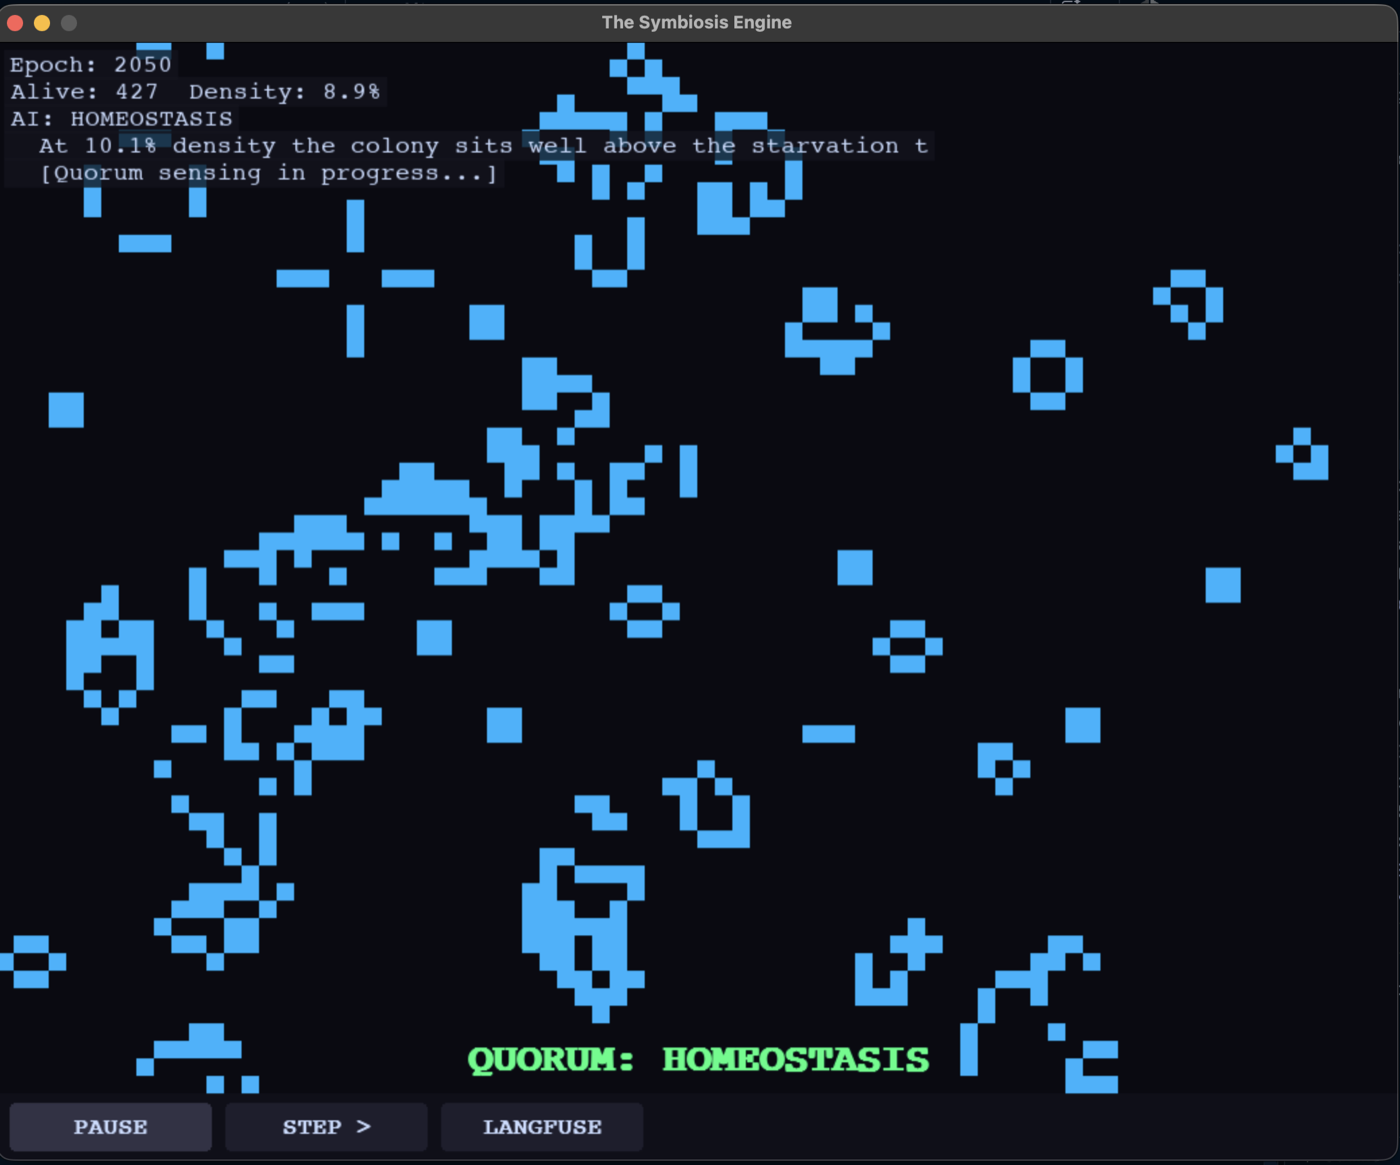 The Symbiosis Engine
Epoch: 2050
Alive: 427  Density: 8.9%
AI: HOMEOSTASIS
At 10.1% density the colony sits well above the starvation t
[Quorum sensing in progress...]
QUORUM: HOMEOSTASIS
PAUSE
STEP >
LANGFUSE